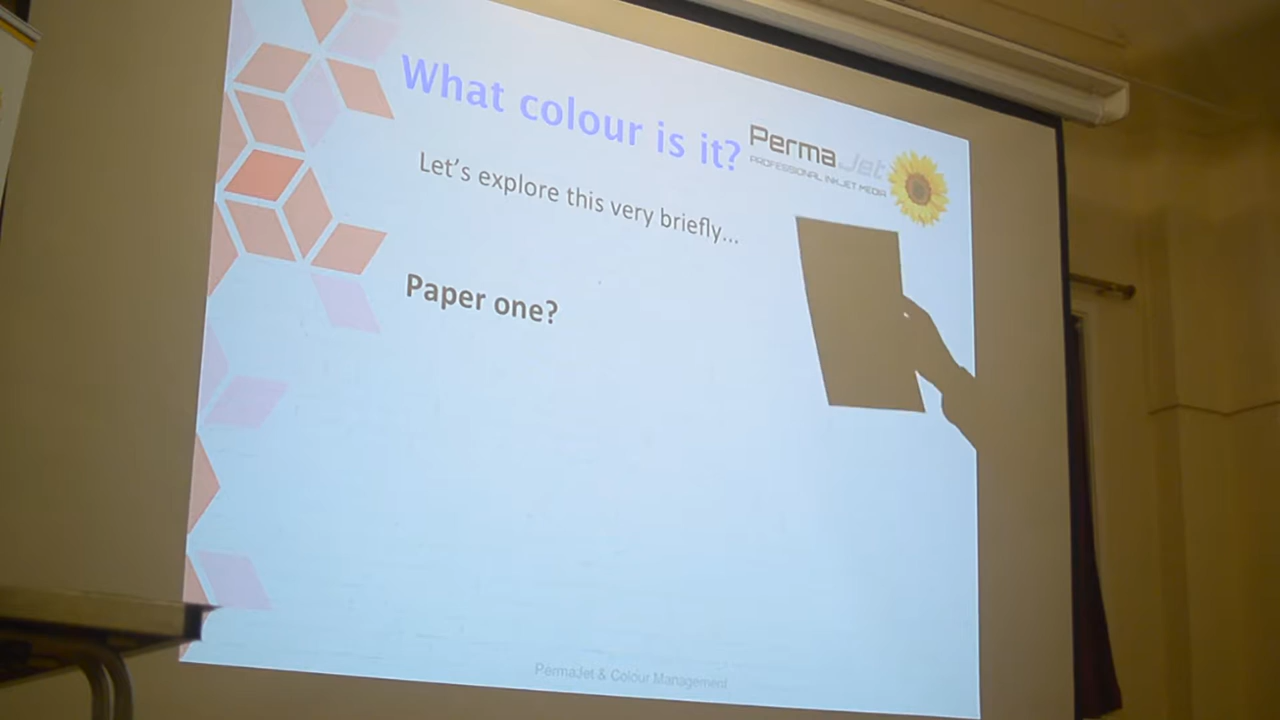 What colour is it?
PermaJet
PROFESSIONAL INKJET MEDIA
Let's explore this very briefly...
Paper one?
PermaJet & Colour Management